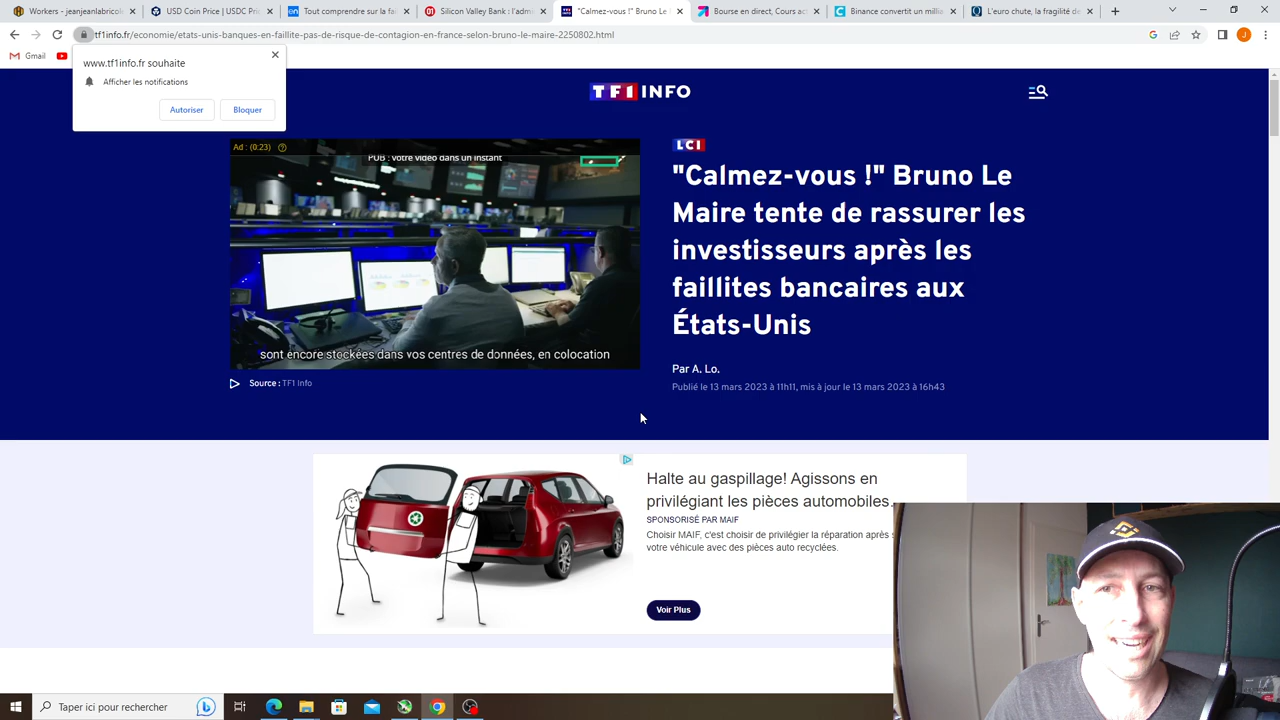 Workers - jeanjeanlabricol
USD Coin Price | USDC Pric
Tout comprendre sur la fa
Silicon Valley Bank : l'admi
"Calmez-vous !" Bruno Le
Bourse en direct, Cours ac
Binance convertit un millie
L'euro chute, la fragilité de
tf1info.fr/economie/etats-unis-banques-en-faillite-pas-de-risque-de-contagion-en-france-selon-bruno-le-maire-2250802.html
Gmail
www.tf1info.fr souhaite
Afficher les notifications
Autoriser
Bloquer
TF1 INFO
Ad : (0:23)
PUB : votre vidéo dans un instant
sont encore stockées dans vos centres de données, en colocation
Source : TF1 Info
LCI
"Calmez-vous !" Bruno Le
Maire tente de rassurer les
investisseurs après les
faillites bancaires aux
États-Unis
Par A. Lo.
Publié le 13 mars 2023 à 11h11, mis à jour le 13 mars 2023 à 16h43
Halte au gaspillage! Agissons en
privilégiant les pièces automobiles.
SPONSORISÉ PAR MAIF
Choisir MAIF, c'est choisir de privilégier la réparation après
votre véhicule avec des pièces auto recyclées.
Voir Plus
Taper ici pour rechercher